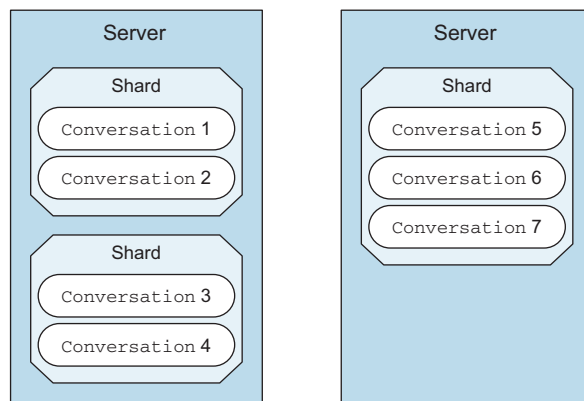 Server
Shard
Conversation 1
Conversation 2
Shard
Conversation 3
Conversation 4
Server
Shard
Conversation 5
Conversation 6
Conversation 7